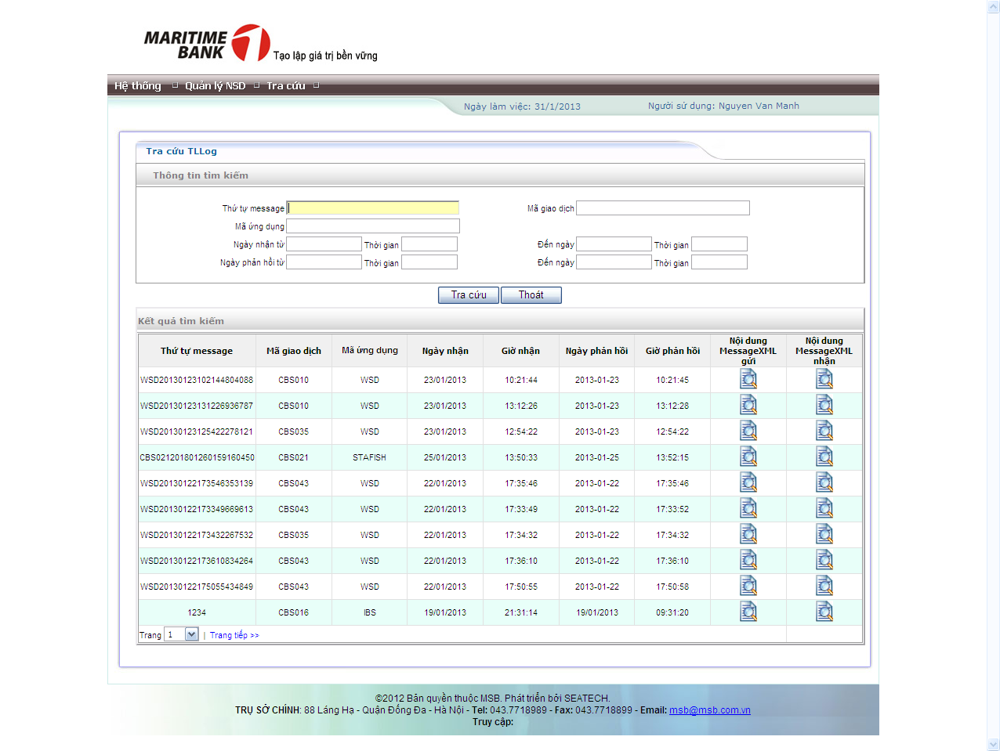 MARITIME
BANK Tạo lập giá trị bền vững
Hệ thống Quản lý NSD Tra cứu
Ngày làm việc: 31/1/2013 Người sử dụng: Nguyen Van Manh
Tra cứu TLLog
Thông tin tìm kiếm
Thứ tự message Mã giao dịch
Mã ứng dụng
Ngày nhận từ Thời gian Đến ngày Thời gian
Ngày phản hồi từ Thời gian Đến ngày Thời gian
Tra cứu Thoát
Kết quả tìm kiếm
Thứ tự message Mã giao dịch Mã ứng dụng Ngày nhận Giờ nhận Ngày phản hồi Giờ phản hồi Nội dung MessageXML gửi Nội dung MessageXML nhận
WSD20130123102144804088 CBS010 WSD 23/01/2013 10:21:44 2013-01-23 10:21:45
WSD20130123131226936787 CBS010 WSD 23/01/2013 13:12:26 2013-01-23 13:12:28
WSD20130123125422278121 CBS035 WSD 23/01/2013 12:54:22 2013-01-23 12:54:22
CBS021201801260159160450 CBS021 STAFISH 25/01/2013 13:50:33 2013-01-25 13:52:15
WSD20130122173546353139 CBS043 WSD 22/01/2013 17:35:46 2013-01-22 17:35:46
WSD20130122173349669613 CBS043 WSD 22/01/2013 17:33:49 2013-01-22 17:33:52
WSD20130122173432267532 CBS035 WSD 22/01/2013 17:34:32 2013-01-22 17:34:32
WSD20130122173610834264 CBS043 WSD 22/01/2013 17:36:10 2013-01-22 17:36:10
WSD20130122175055434849 CBS043 WSD 22/01/2013 17:50:55 2013-01-22 17:50:58
1234 CBS016 IBS 19/01/2013 21:31:14 19/01/2013 09:31:20
Trang 1 | Trang tiếp >>
©2012 Bản quyền thuộc MSB. Phát triển bởi SEATECH.
TRỤ SỞ CHÍNH: 88 Láng Hạ - Quận Đống Đa - Hà Nội - Tel: 043.7718989 - Fax: 043.7718899 - Email: msb@msb.com.vn
Truy cập: